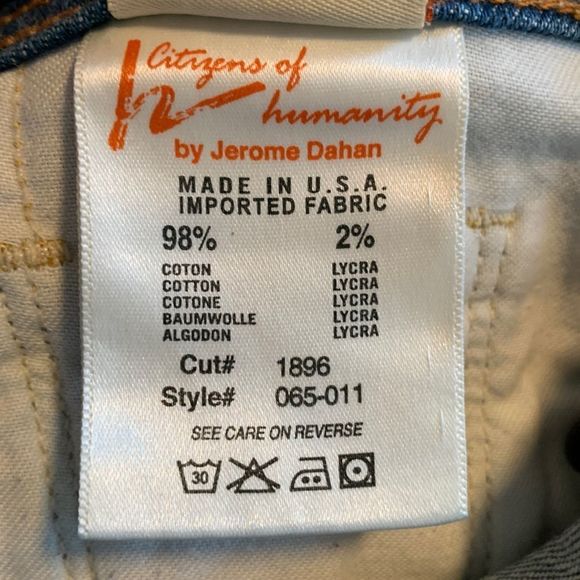 Citizens of
humanity
by Jerome Dahan
MADE IN U.S.A.
IMPORTED FABRIC
98% 2%
COTON LYCRA
COTTON LYCRA
COTONE LYCRA
BAUMWOLLE LYCRA
ALGODON LYCRA
Cut# 1896
Style# 065-011
SEE CARE ON REVERSE
30